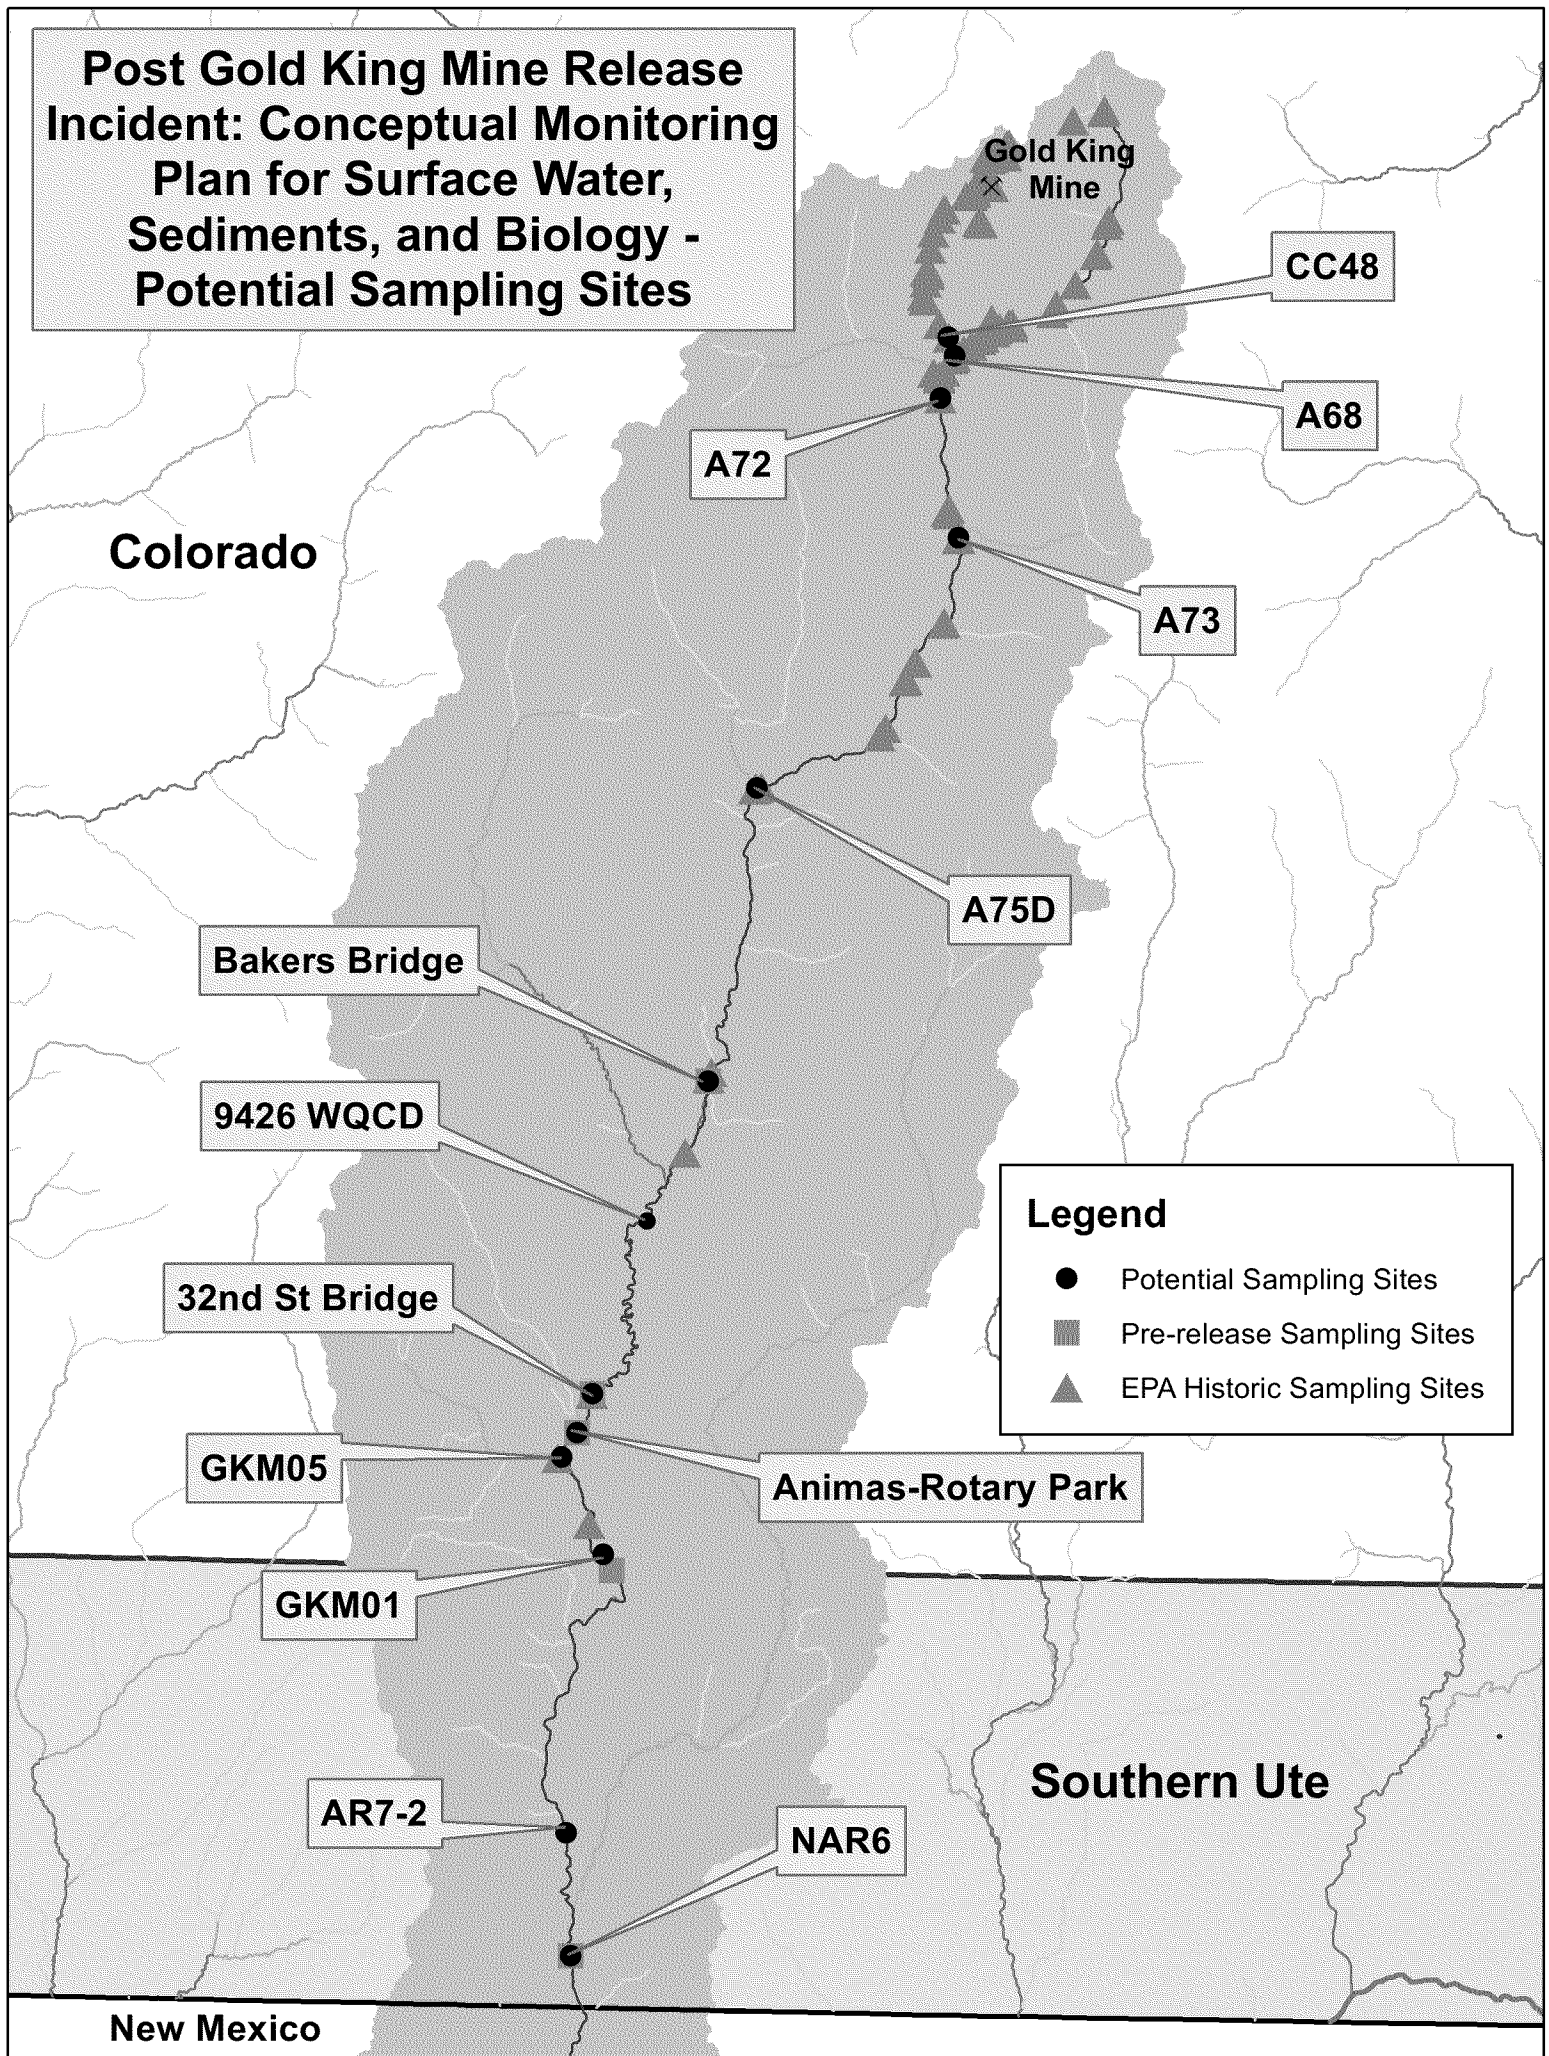 Post Gold King Mine Release
Incident: Conceptual Monitoring
Plan for Surface Water,
Sediments, and Biology -
Potential Sampling Sites
Gold King
Mine
CC48
A68
A72
Colorado
A73
A75D
Bakers Bridge
9426 WQCD
Legend
Potential Sampling Sites
Pre-release Sampling Sites
EPA Historic Sampling Sites
32nd St Bridge
GKM05
Animas-Rotary Park
GKM01
Southern Ute
AR7-2
NAR6
New Mexico